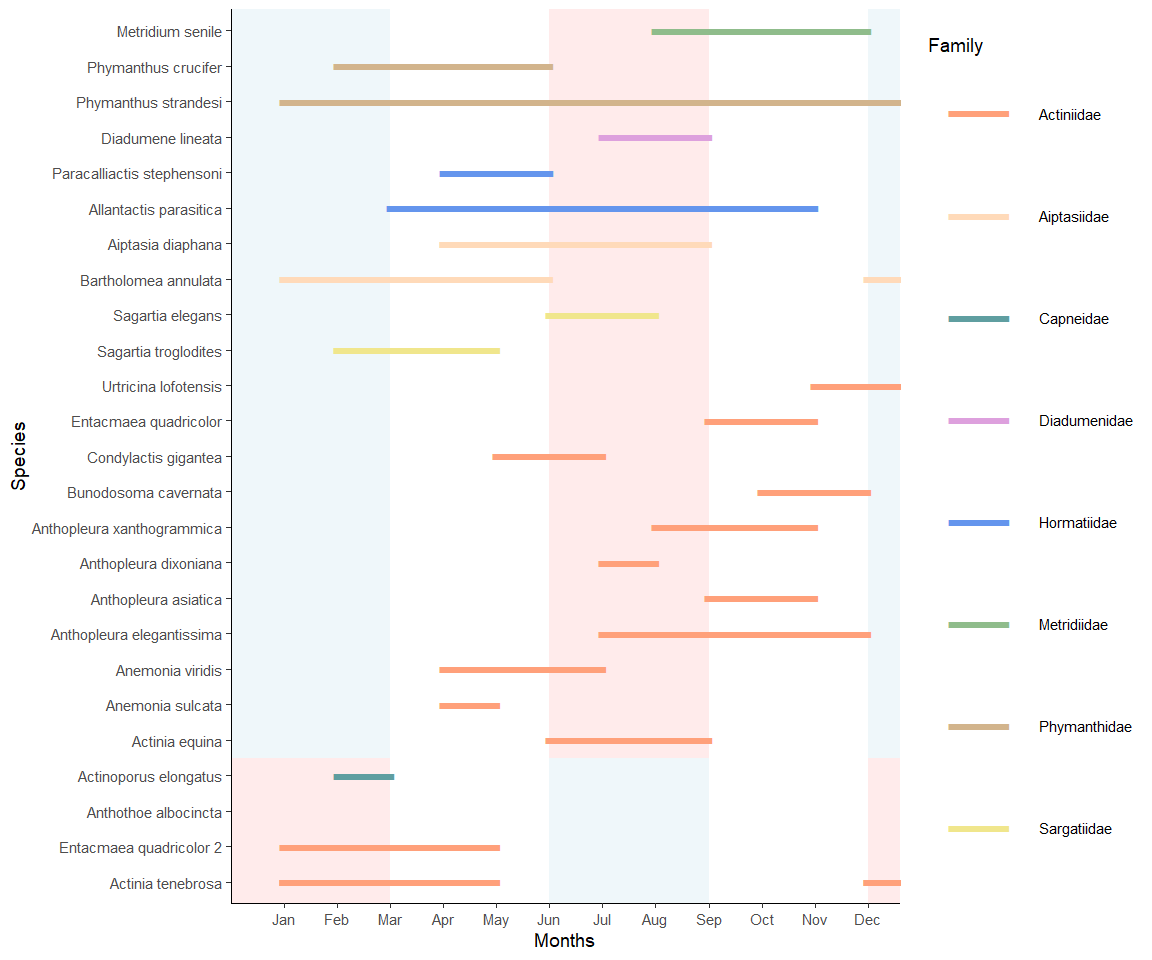 Metridium senile
Phymanthus crucifer
Phymanthus strandesi
Diadumene lineata
Paracalliactis stephensoni
Allantactis parasitica
Aiptasia diaphana
Bartholomea annulata
Sagartia elegans
Sagartia troglodites
Urtricina lofotensis
Entacmaea quadricolor
Condylactis gigantea
Bunodosoma cavernata
Anthopleura xanthogrammica
Anthopleura dixoniana
Anthopleura asiatica
Anthopleura elegantissima
Anemonia viridis
Anemonia sulcata
Actinia equina
Actinoporus elongatus
Anthothoe albocincta
Entacmaea quadricolor 2
Actinia tenebrosa
Species
Jan Feb Mar Apr May Jun Jul Aug Sep Oct Nov Dec
Months
Family
Actiniidae
Aiptasiidae
Capneidae
Diadumenidae
Hormatiidae
Metridiidae
Phymanthidae
Sargatiidae